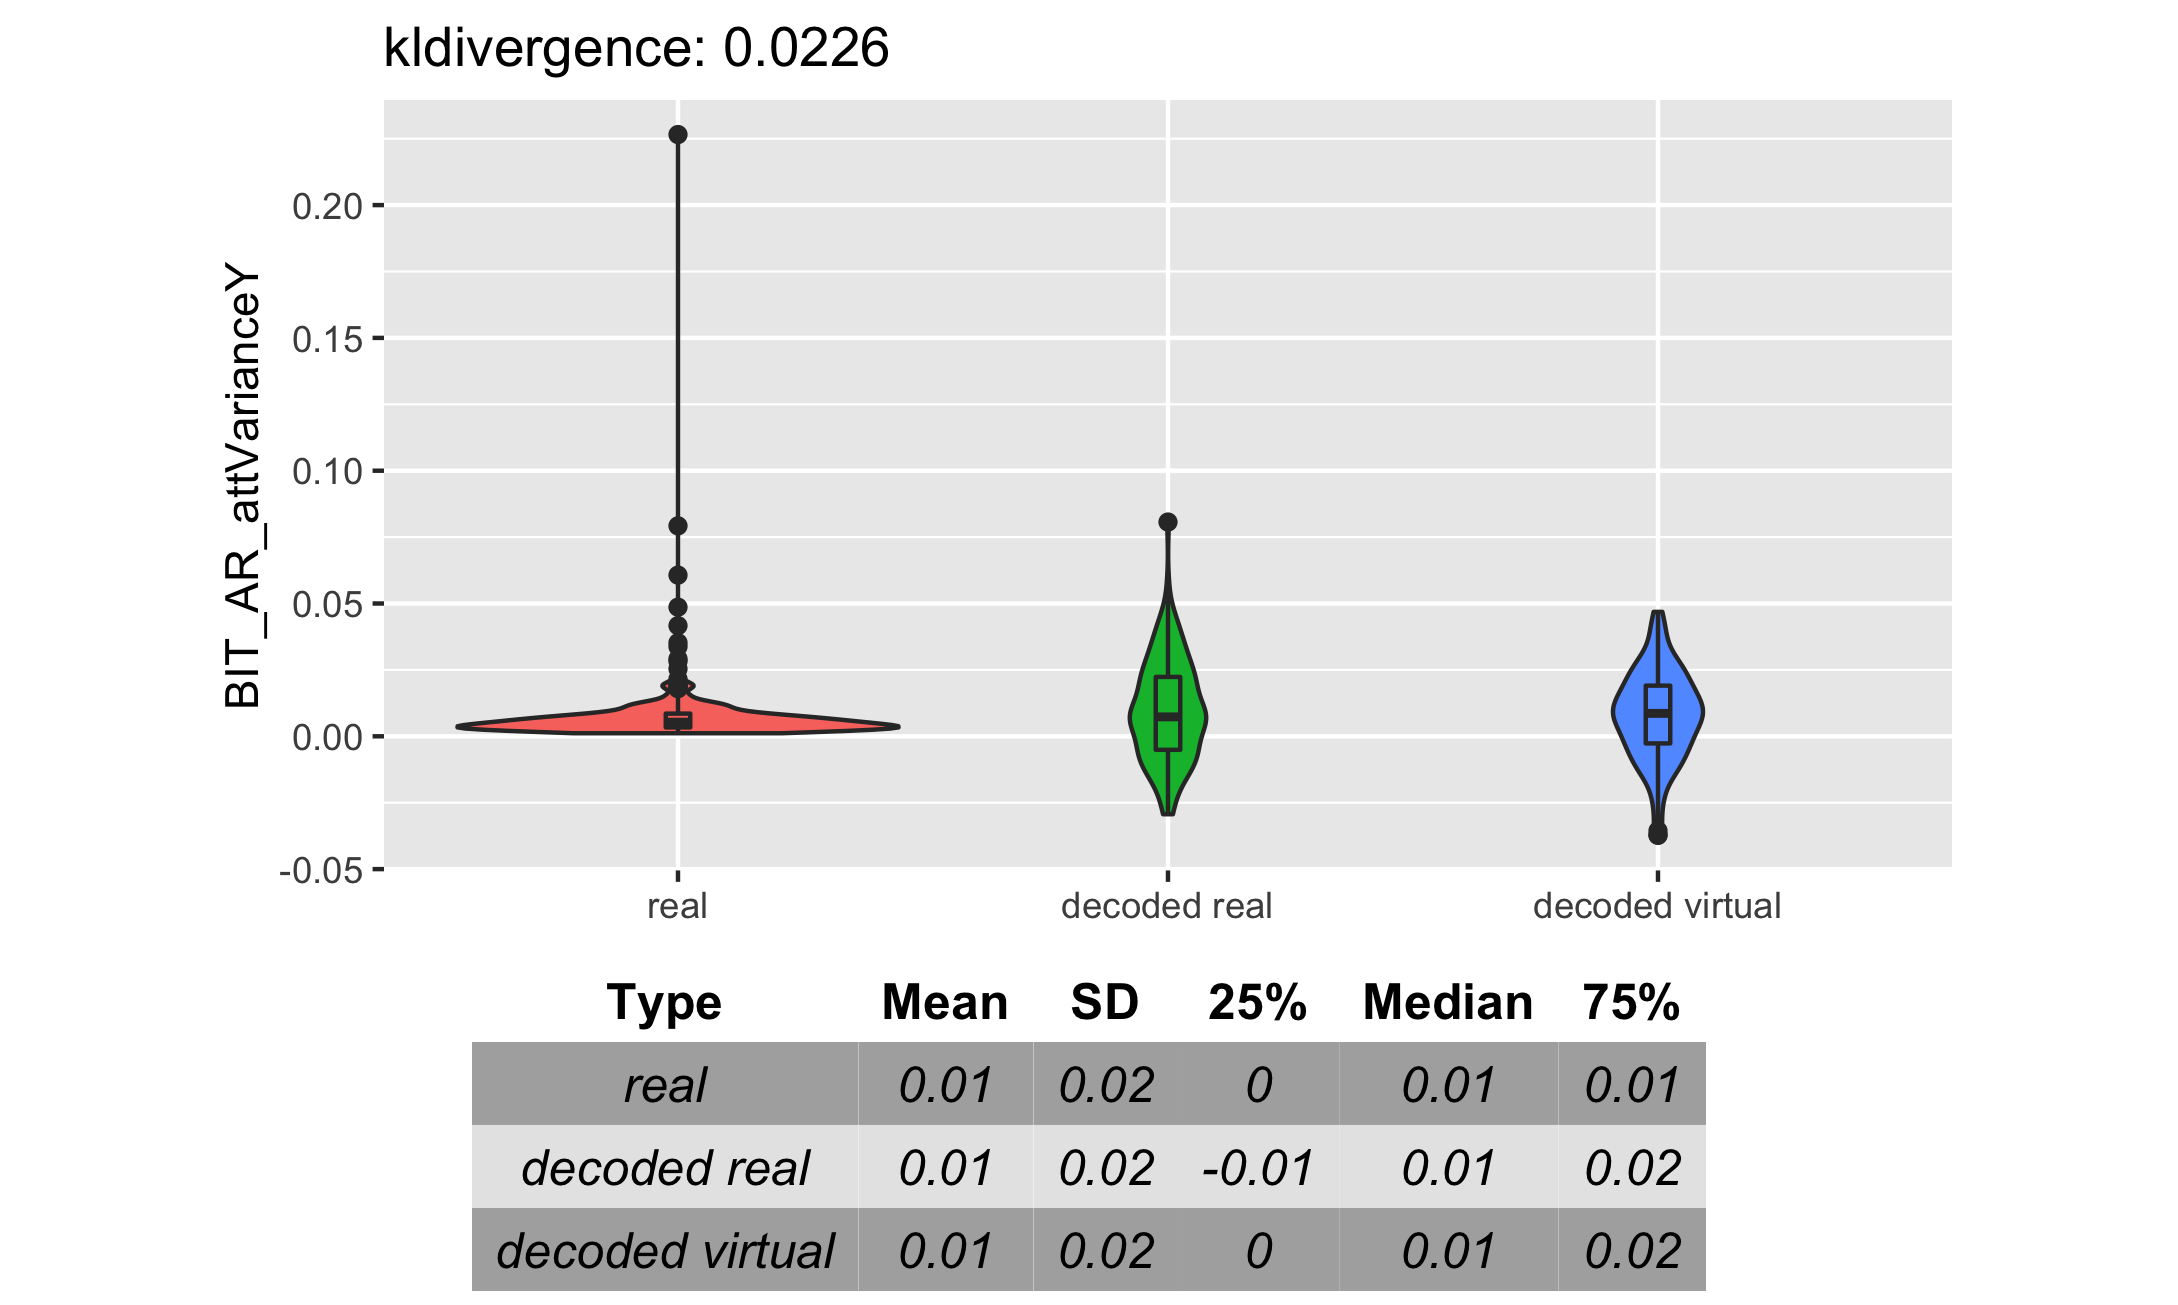 kldivergence: 0.0226
BIT_AR_attVarianceY
0.20
0.15
0.10
0.05
0.00
-0.05
real decoded real decoded virtual
Type Mean SD 25% Median 75%
real 0.01 0.02 0 0.01 0.01
decoded real 0.01 0.02 -0.01 0.01 0.02
decoded virtual 0.01 0.02 0 0.01 0.02